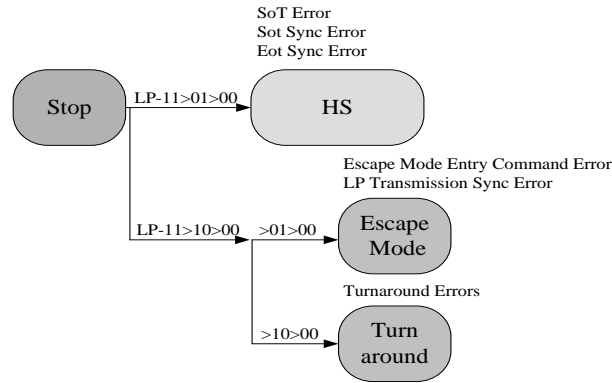 SoT Error
Sot Sync Error
Eot Sync Error
Stop
LP-11>01>00
HS
Escape Mode Entry Command Error
LP Transmission Sync Error
LP-11>10>00
>01>00
Escape
Mode
Turnaround Errors
>10>00
Turn
around